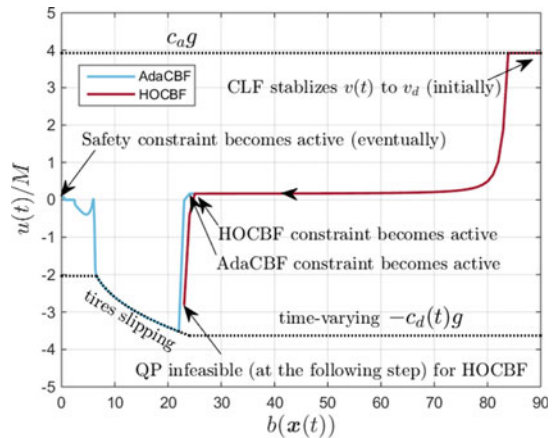 c_a g
5
4
3
2
1
0
-1
-2
-3
-4
-5
u(t)/M
AdaCBF
HOCBF
CLF stablizes v(t) to v_d (initially)
Safety constraint becomes active (eventually)
HOCBF constraint becomes active
AdaCBF constraint becomes active
tires slipping
time-varying −c_d(t)g
QP infeasible (at the following step) for HOCBF
0 10 20 30 40 50 60 70 80 90
b(x(t))